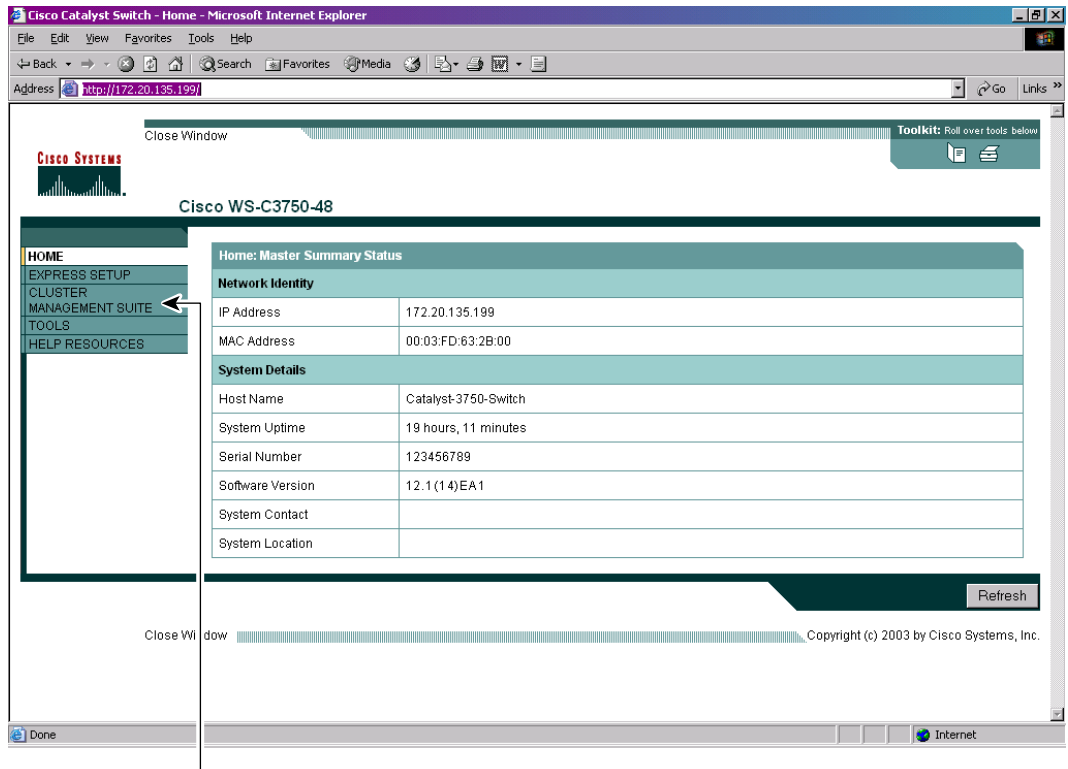 Cisco Catalyst Switch - Home - Microsoft Internet Explorer
File Edit View Favorites Tools Help
Back Search Favorites Media
Address http://172.20.135.199/ Go Links »
Close Window
Toolkit: Roll over tools below
CISCO SYSTEMS
Cisco WS-C3750-48
HOME
EXPRESS SETUP
CLUSTER
MANAGEMENT SUITE
TOOLS
HELP RESOURCES
Home: Master Summary Status
Network Identity
IP Address 172.20.135.199
MAC Address 00:03:FD:63:2B:00
System Details
Host Name Catalyst-3750-Switch
System Uptime 19 hours, 11 minutes
Serial Number 123456789
Software Version 12.1(14)EA1
System Contact
System Location
Refresh
Close Window Copyright (c) 2003 by Cisco Systems, Inc.
Done Internet